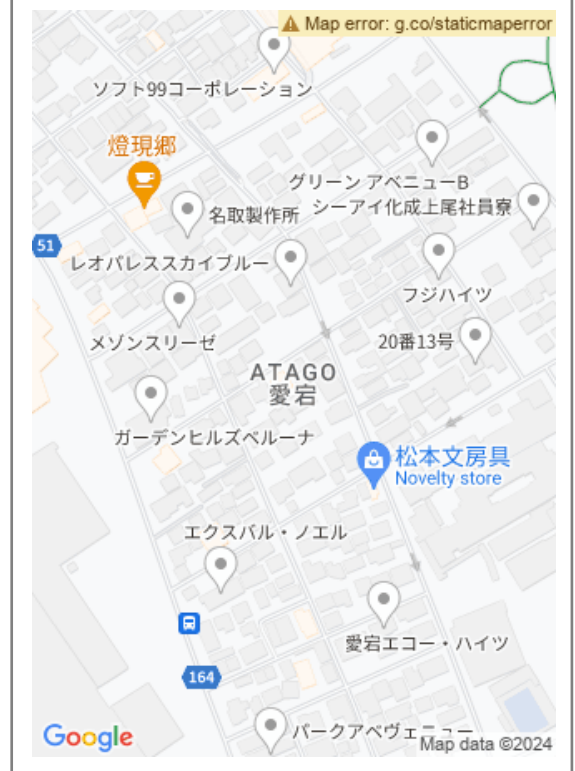 Map error: g.co/staticmaperror
ソフト99コーポレーション
燈現郷
グリーン アベニューB
名取製作所
シーアイ化成上尾社員寮
51
レオパレススカイブルー
フジハイツ
メゾンスリーゼ
20番13号
ATAGO
愛宕
ガーデンヒルズベルーナ
松本文房具
Novelty store
エクスバル・ノエル
愛宕エコー・ハイツ
164
パークアベヴェニュー
Google
Map data ©2024